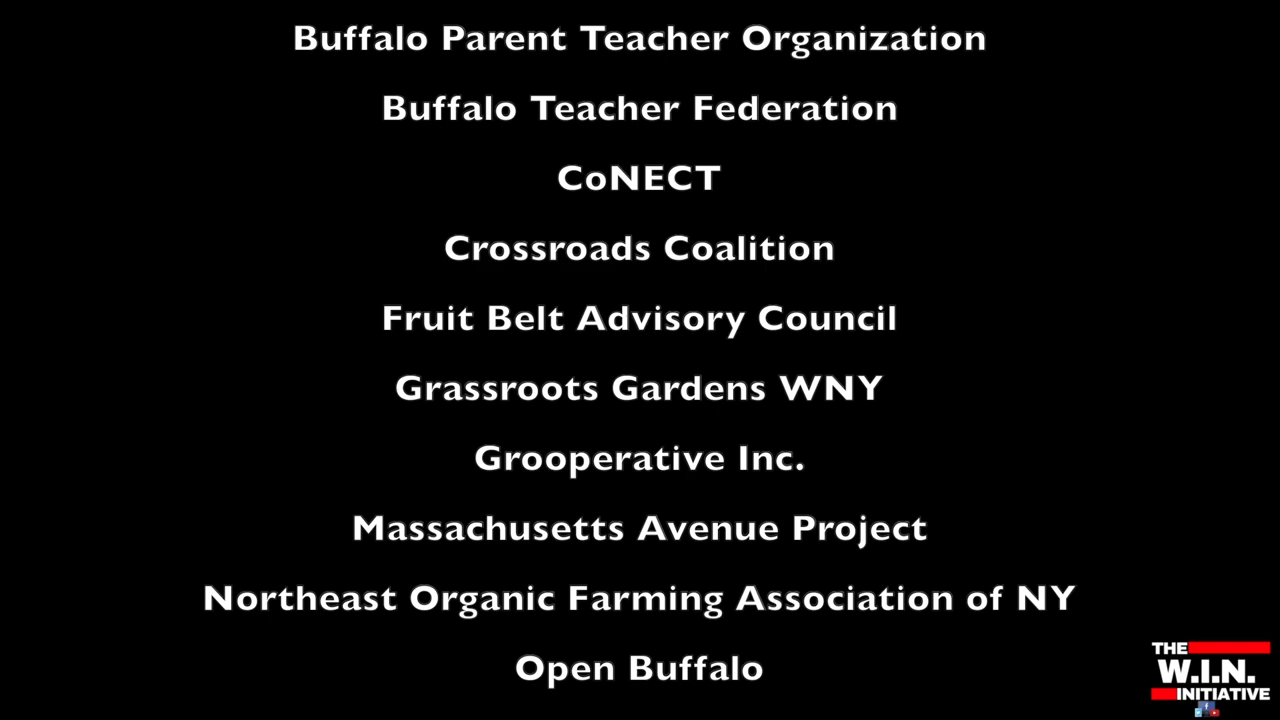 Buffalo Parent Teacher Organization
Buffalo Teacher Federation
CoNECT
Crossroads Coalition
Fruit Belt Advisory Council
Grassroots Gardens WNY
Grooperative Inc.
Massachusetts Avenue Project
Northeast Organic Farming Association of NY
Open Buffalo
THE
W.I.N.
INITIATIVE